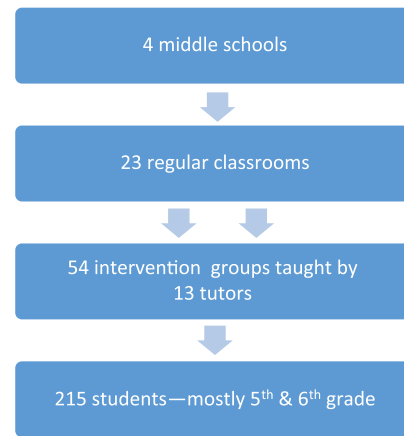 4 middle schools
23 regular classrooms
54 intervention  groups taught by
13 tutors
215 students—mostly 5th & 6th grade